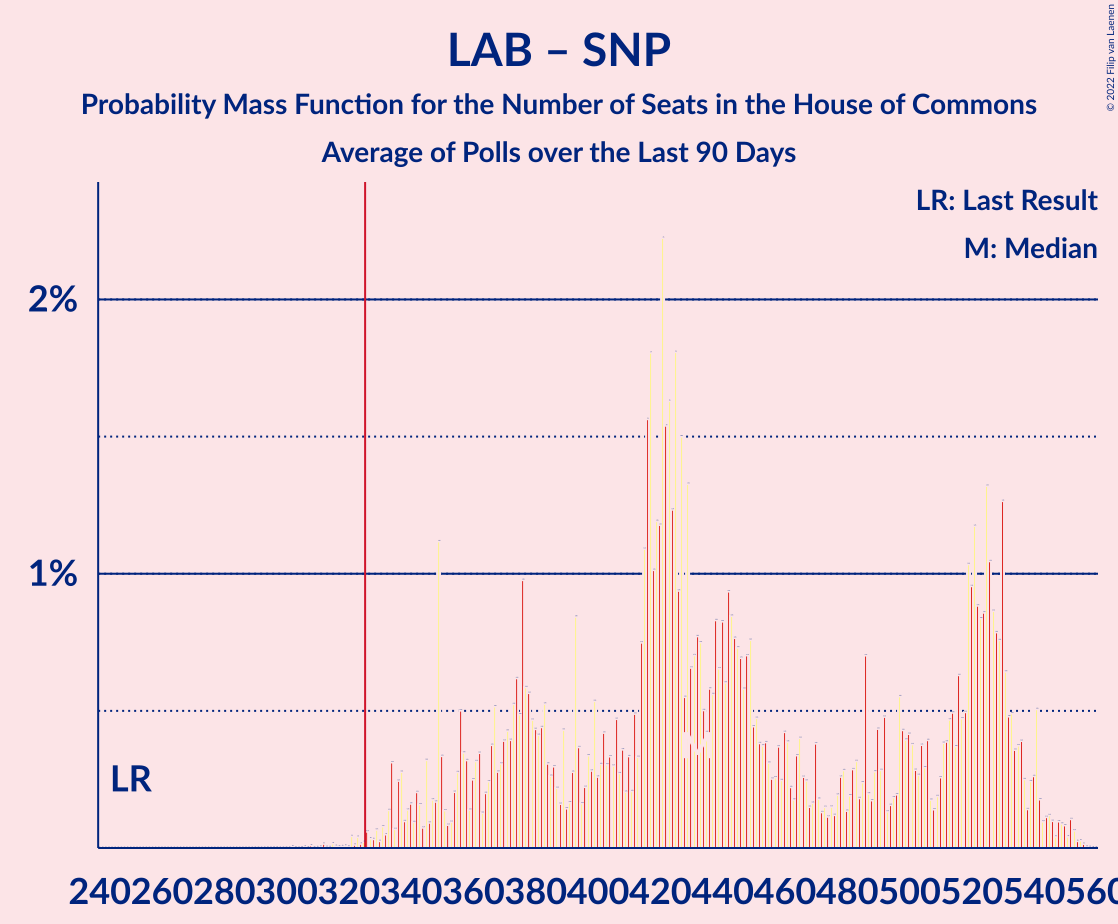 LAB – SNP
Probability Mass Function for the Number of Seats in the House of Commons
Average of Polls over the Last 90 Days
© 2022 Filip van Laenen
LR: Last Result
M: Median
2%
1%
LR
240260280300320340360380400420440460480500520540560